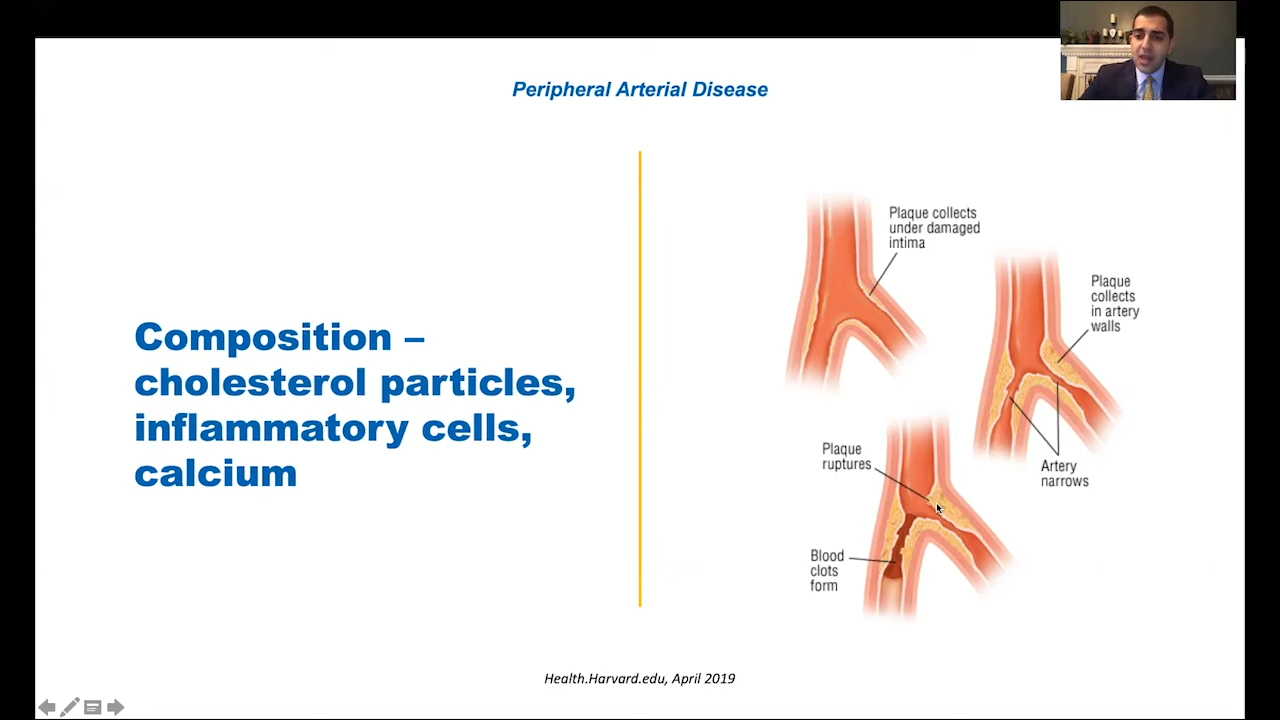 Peripheral Arterial Disease
Composition –
cholesterol particles,
inflammatory cells,
calcium
Plaque collects
under damaged
intima
Plaque
collects
in artery
walls
Artery
narrows
Plaque
ruptures
Blood
clots
form
Health.Harvard.edu, April 2019